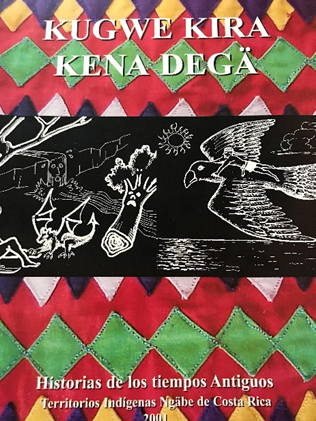 KUGWE KIRA
KENA DEGÄ
Historias de los tiempos Antiguos
Territorios Indígenas Ngäbe de Costa Rica
2001